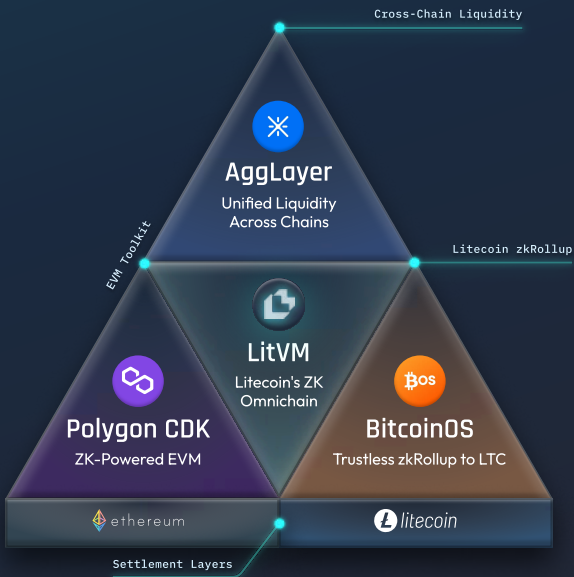 Cross-Chain Liquidity
AggLayer
Unified Liquidity
Across Chains
EVM Toolkit
Litecoin zkRollup
LitVM
Litecoin's ZK
Omnichain
BOS
Polygon CDK
ZK-Powered EVM
BitcoinOS
Trustless zkRollup to LTC
ethereum
litecoin
Settlement Layers